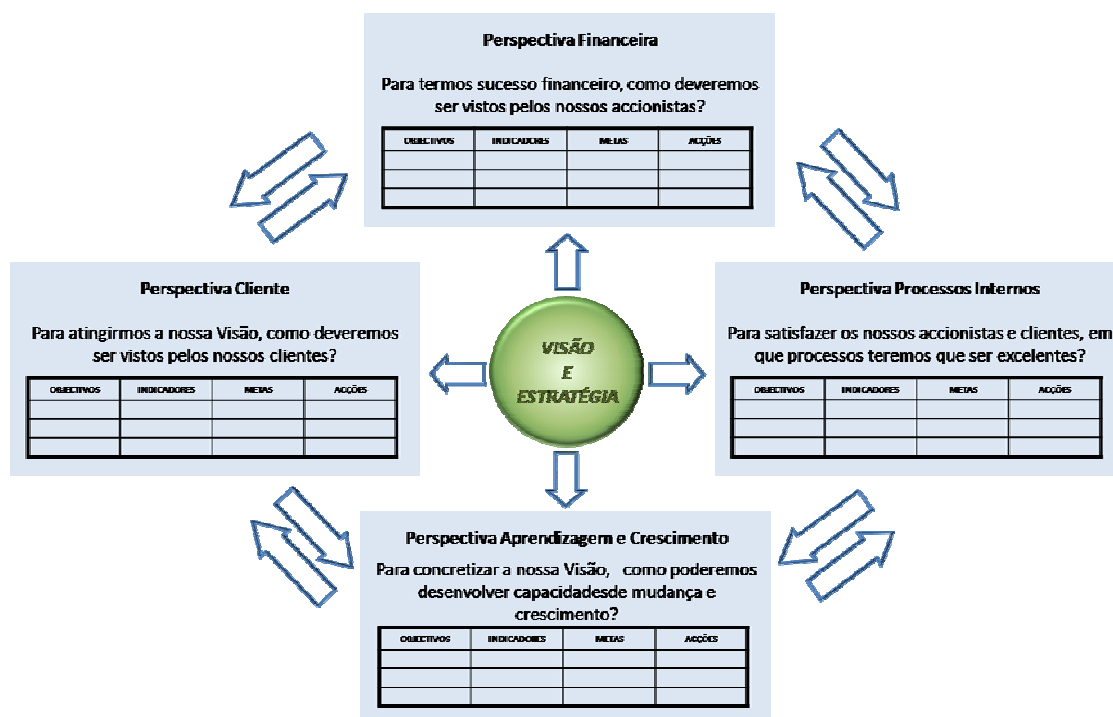 Perspectiva Financeira
Para termos sucesso financeiro, como deveremos
ser vistos pelos nossos accionistas?
OBJECTIVOS INDICADORES METAS ACÇÕES
Perspectiva Cliente
Para atingirmos a nossa Visão, como deveremos
ser vistos pelos nossos clientes?
OBJECTIVOS INDICADORES METAS ACÇÕES
VISÃO
E
ESTRATÉGIA
Perspectiva Processos Internos
Para satisfazer os nossos accionistas e clientes, em
que processos teremos que ser excelentes?
OBJECTIVOS INDICADORES METAS ACÇÕES
Perspectiva Aprendizagem e Crescimento
Para concretizar a nossa Visão, como poderemos
desenvolver capacidadesde mudança e
crescimento?
OBJECTIVOS INDICADORES METAS ACÇÕES